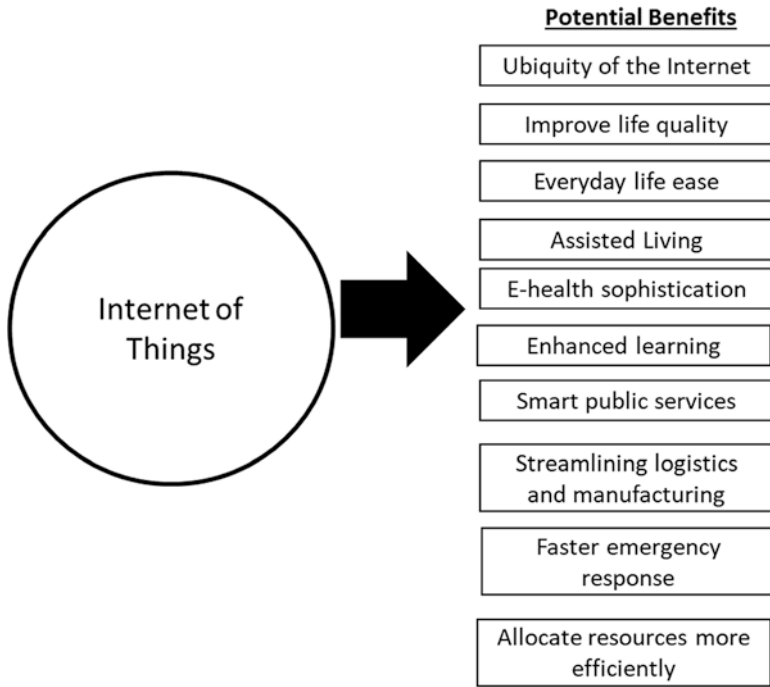 Potential Benefits
Ubiquity of the Internet
Improve life quality
Everyday life ease
Assisted Living
E-health sophistication
Enhanced learning
Smart public services
Streamlining logistics
and manufacturing
Faster emergency
response
Allocate resources more
efficiently
Internet of
Things